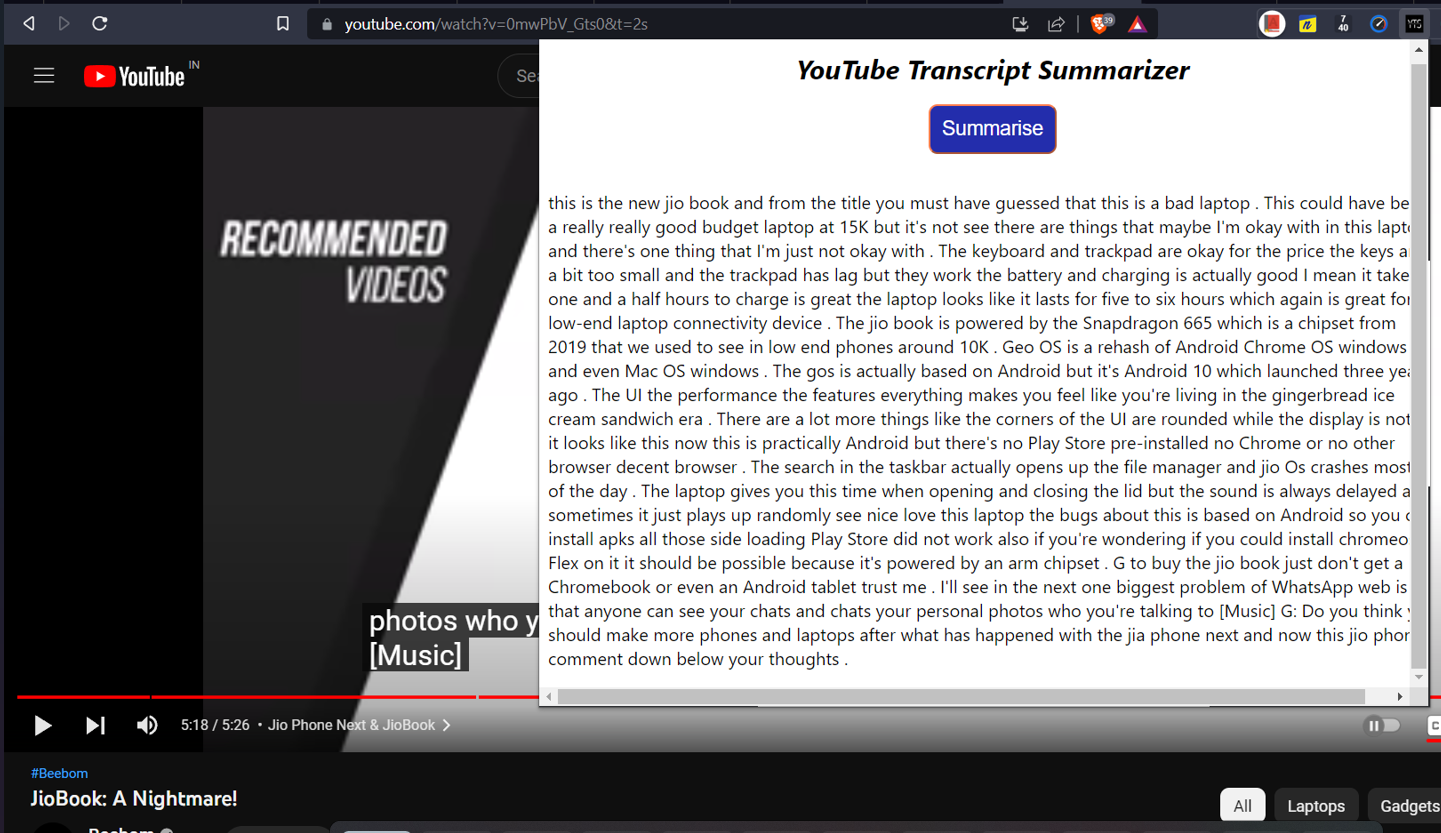 youtube.com/watch?v=0mwPbV_Gts0&t=2s
39
n
7
40
YTS
YouTube IN
Sea
YouTube Transcript Summarizer
Summarise
RECOMMENDED
VIDEOS
this is the new jio book and from the title you must have guessed that this is a bad laptop . This could have be
a really really good budget laptop at 15K but it's not see there are things that maybe I'm okay with in this lapto
and there's one thing that I'm just not okay with . The keyboard and trackpad are okay for the price the keys a
a bit too small and the trackpad has lag but they work the battery and charging is actually good I mean it take
one and a half hours to charge is great the laptop looks like it lasts for five to six hours which again is great for
low-end laptop connectivity device . The jio book is powered by the Snapdragon 665 which is a chipset from
2019 that we used to see in low end phones around 10K . Geo OS is a rehash of Android Chrome OS windows
and even Mac OS windows . The gos is actually based on Android but it's Android 10 which launched three yea
ago . The UI the performance the features everything makes you feel like you're living in the gingerbread ice
cream sandwich era . There are a lot more things like the corners of the UI are rounded while the display is not
it looks like this now this is practically Android but there's no Play Store pre-installed no Chrome or no other
browser decent browser . The search in the taskbar actually opens up the file manager and jio Os crashes most
of the day . The laptop gives you this time when opening and closing the lid but the sound is always delayed a
sometimes it just plays up randomly see nice love this laptop the bugs about this is based on Android so you c
install apks all those side loading Play Store did not work also if you're wondering if you could install chromeo
Flex on it it should be possible because it's powered by an arm chipset . G to buy the jio book just don't get a
Chromebook or even an Android tablet trust me . I'll see in the next one biggest problem of WhatsApp web is
that anyone can see your chats and chats your personal photos who you're talking to [Music] G: Do you think y
should make more phones and laptops after what has happened with the jia phone next and now this jio phon
comment down below your thoughts .
photos who y
[Music]
5:18 / 5:26 • Jio Phone Next & JioBook
#Beebom
JioBook: A Nightmare!
All Laptops Gadgets
Beebom